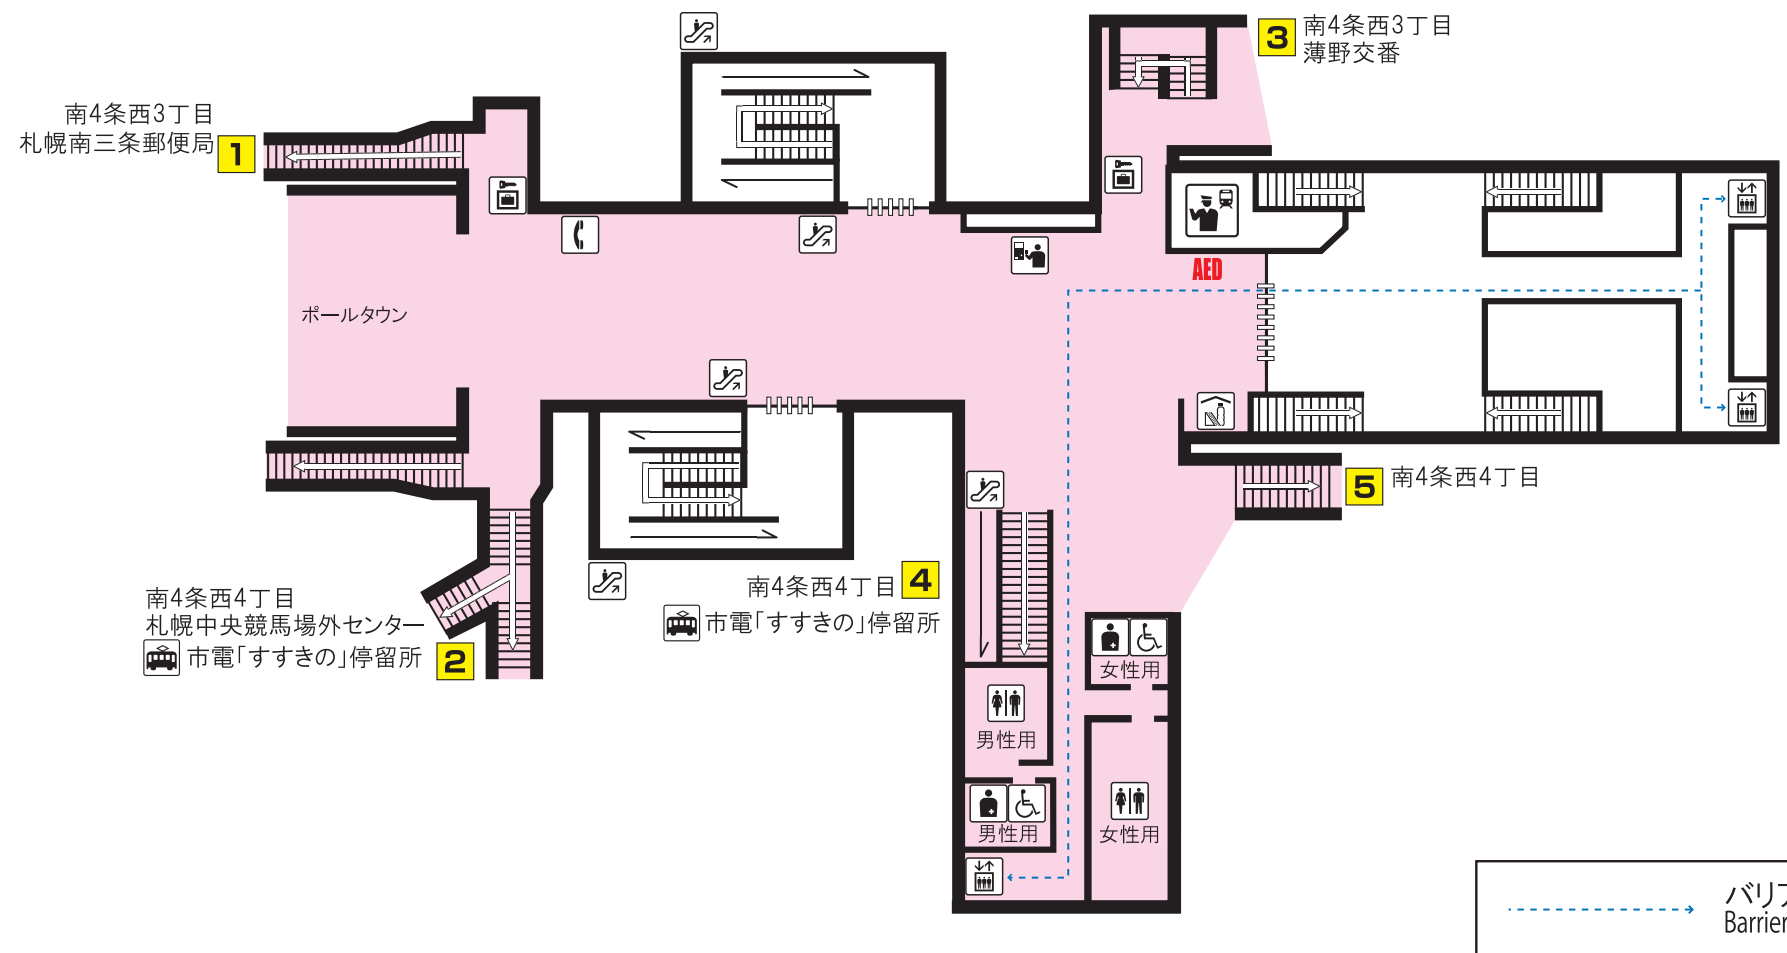 3
南4条西3丁目
薄野交番
南4条西3丁目
札幌南三条郵便局
1
AED
ポールタウン
5
南4条西4丁目
南4条西4丁目
4
市電「すすきの」停留所
南4条西4丁目
札幌中央競馬場外センター
市電「すすきの」停留所
2
女性用
男性用
男性用
女性用
バリ
Barrier